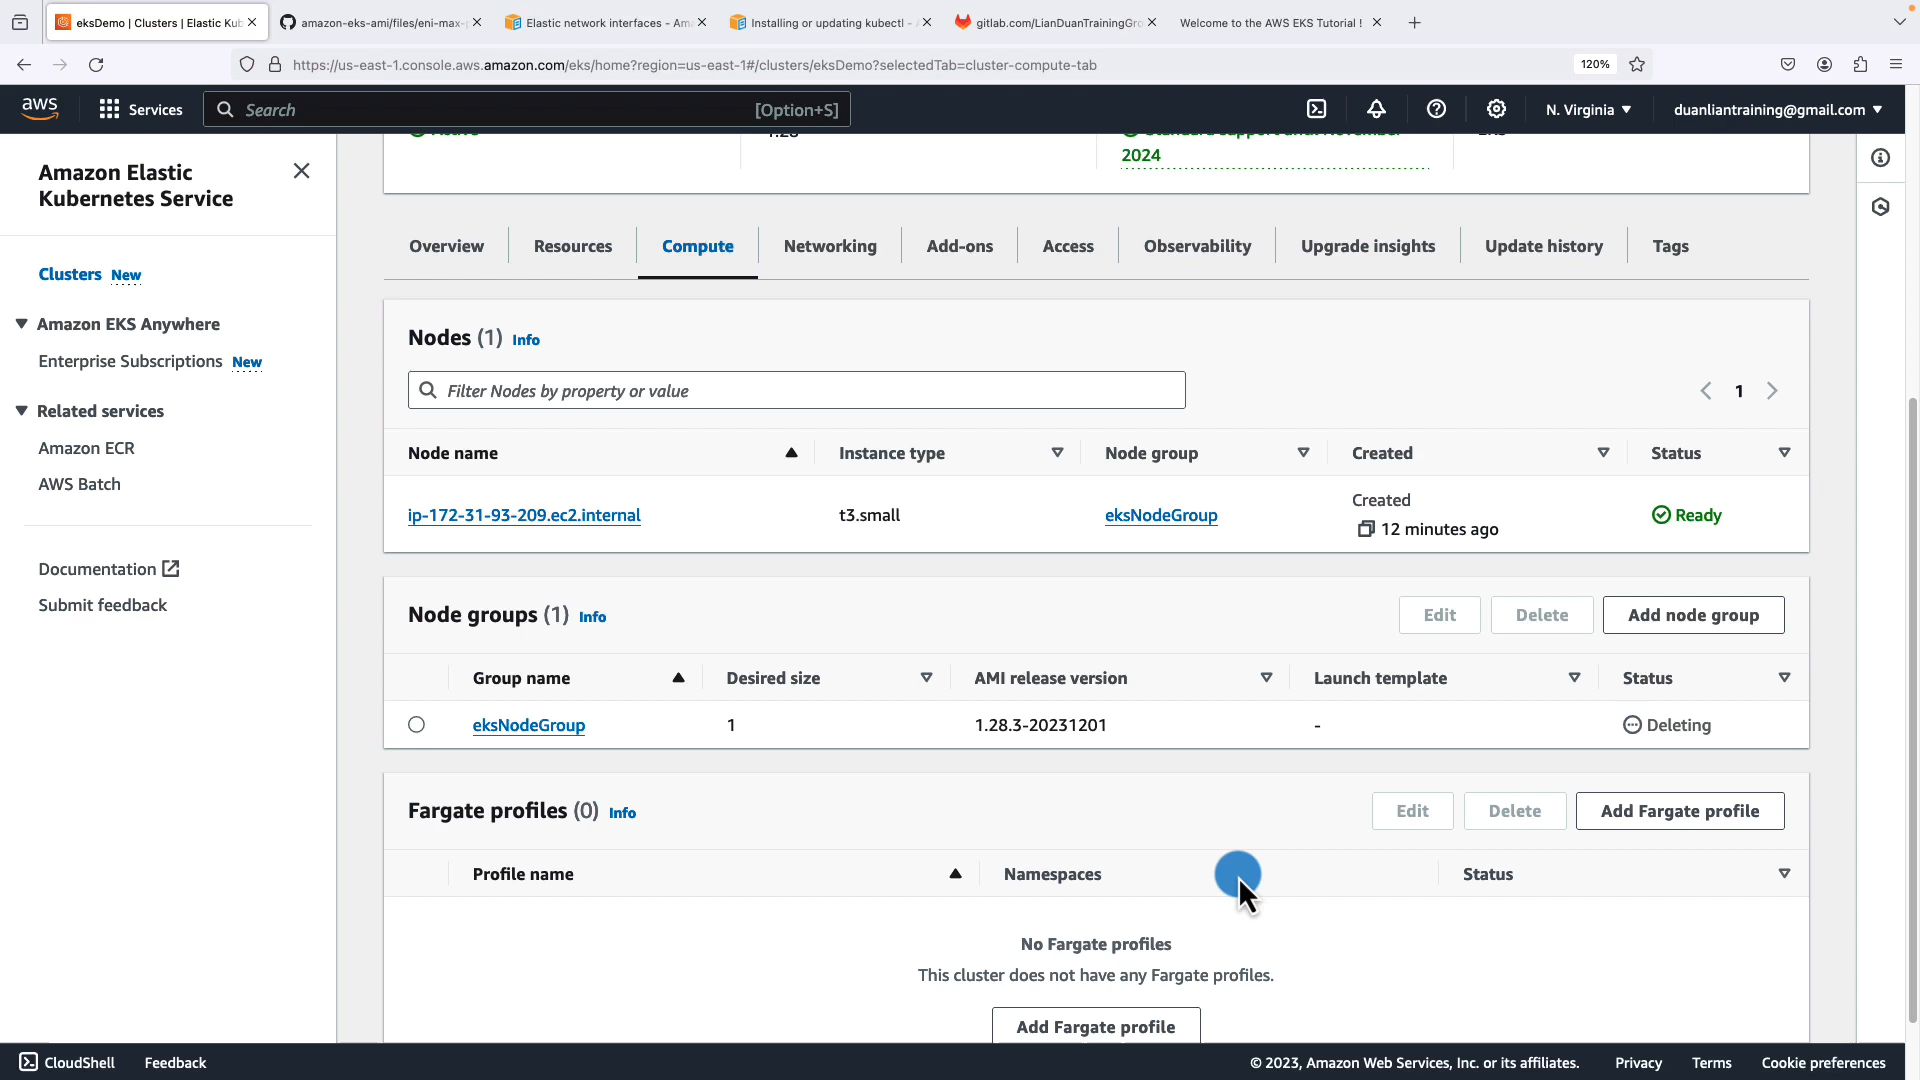 eksDemo | Clusters | Elastic Kub
amazon-eks-ami/files/eni-max-p
Elastic network interfaces - Am
Installing or updating kubectl - A
gitlab.com/LianDuanTrainingGro
Welcome to the AWS EKS Tutorial !
https://us-east-1.console.aws.amazon.com/eks/home?region=us-east-1#/clusters/eksDemo?selectedTab=cluster-compute-tab
120%
aws
Services
Search
[Option+S]
N. Virginia
duanliantraining@gmail.com
Amazon Elastic
Kubernetes Service
Clusters New
Amazon EKS Anywhere
Enterprise Subscriptions New
Related services
Amazon ECR
AWS Batch
Documentation
Submit feedback
Active
1.28
Standard support until November
2024
EKS
Overview
Resources
Compute
Networking
Add-ons
Access
Observability
Upgrade insights
Update history
Tags
Nodes (1) Info
Filter Nodes by property or value
1
Node name
Instance type
Node group
Created
Status
ip-172-31-93-209.ec2.internal
t3.small
eksNodeGroup
Created
12 minutes ago
Ready
Node groups (1) Info
Edit
Delete
Add node group
Group name
Desired size
AMI release version
Launch template
Status
eksNodeGroup
1
1.28.3-20231201
-
Deleting
Fargate profiles (0) Info
Edit
Delete
Add Fargate profile
Profile name
Namespaces
Status
No Fargate profiles
This cluster does not have any Fargate profiles.
Add Fargate profile
CloudShell
Feedback
© 2023, Amazon Web Services, Inc. or its affiliates.
Privacy
Terms
Cookie preferences